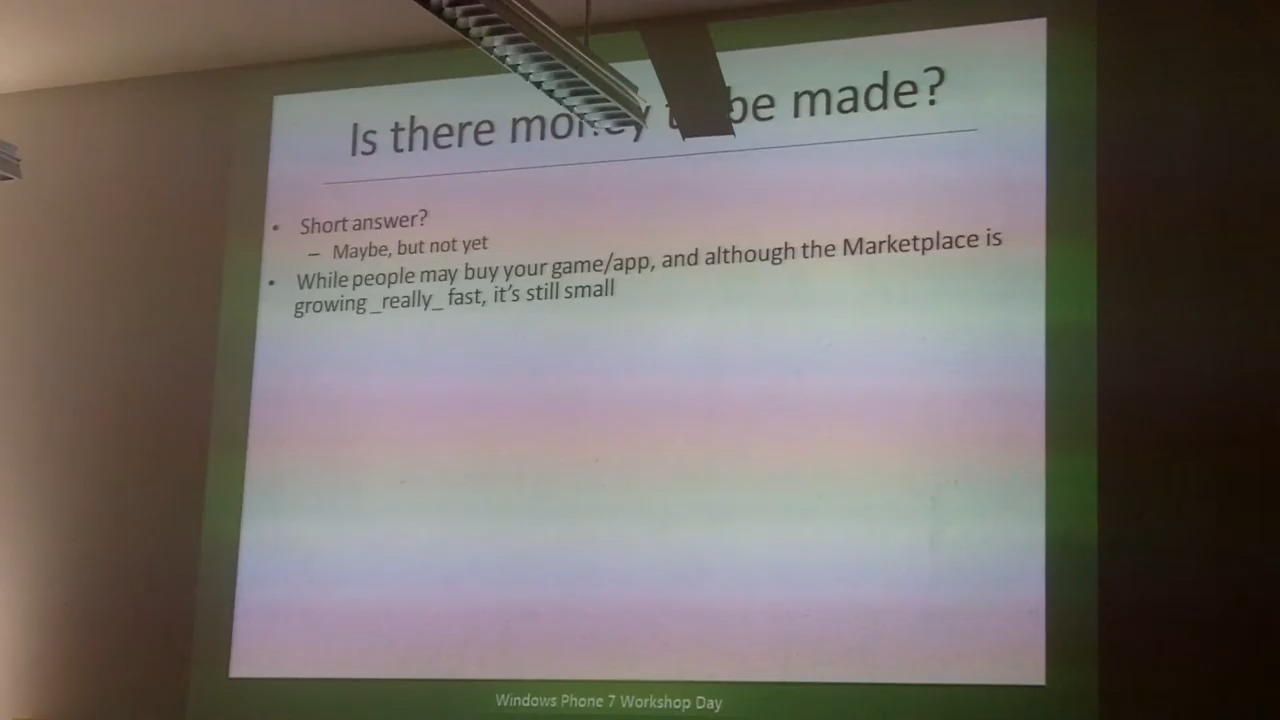 Is there money to be made?
• Short answer?
– Maybe, but not yet
• While people may buy your game/app, and although the Marketplace is
growing _really_ fast, it's still small
Windows Phone 7 Workshop Day